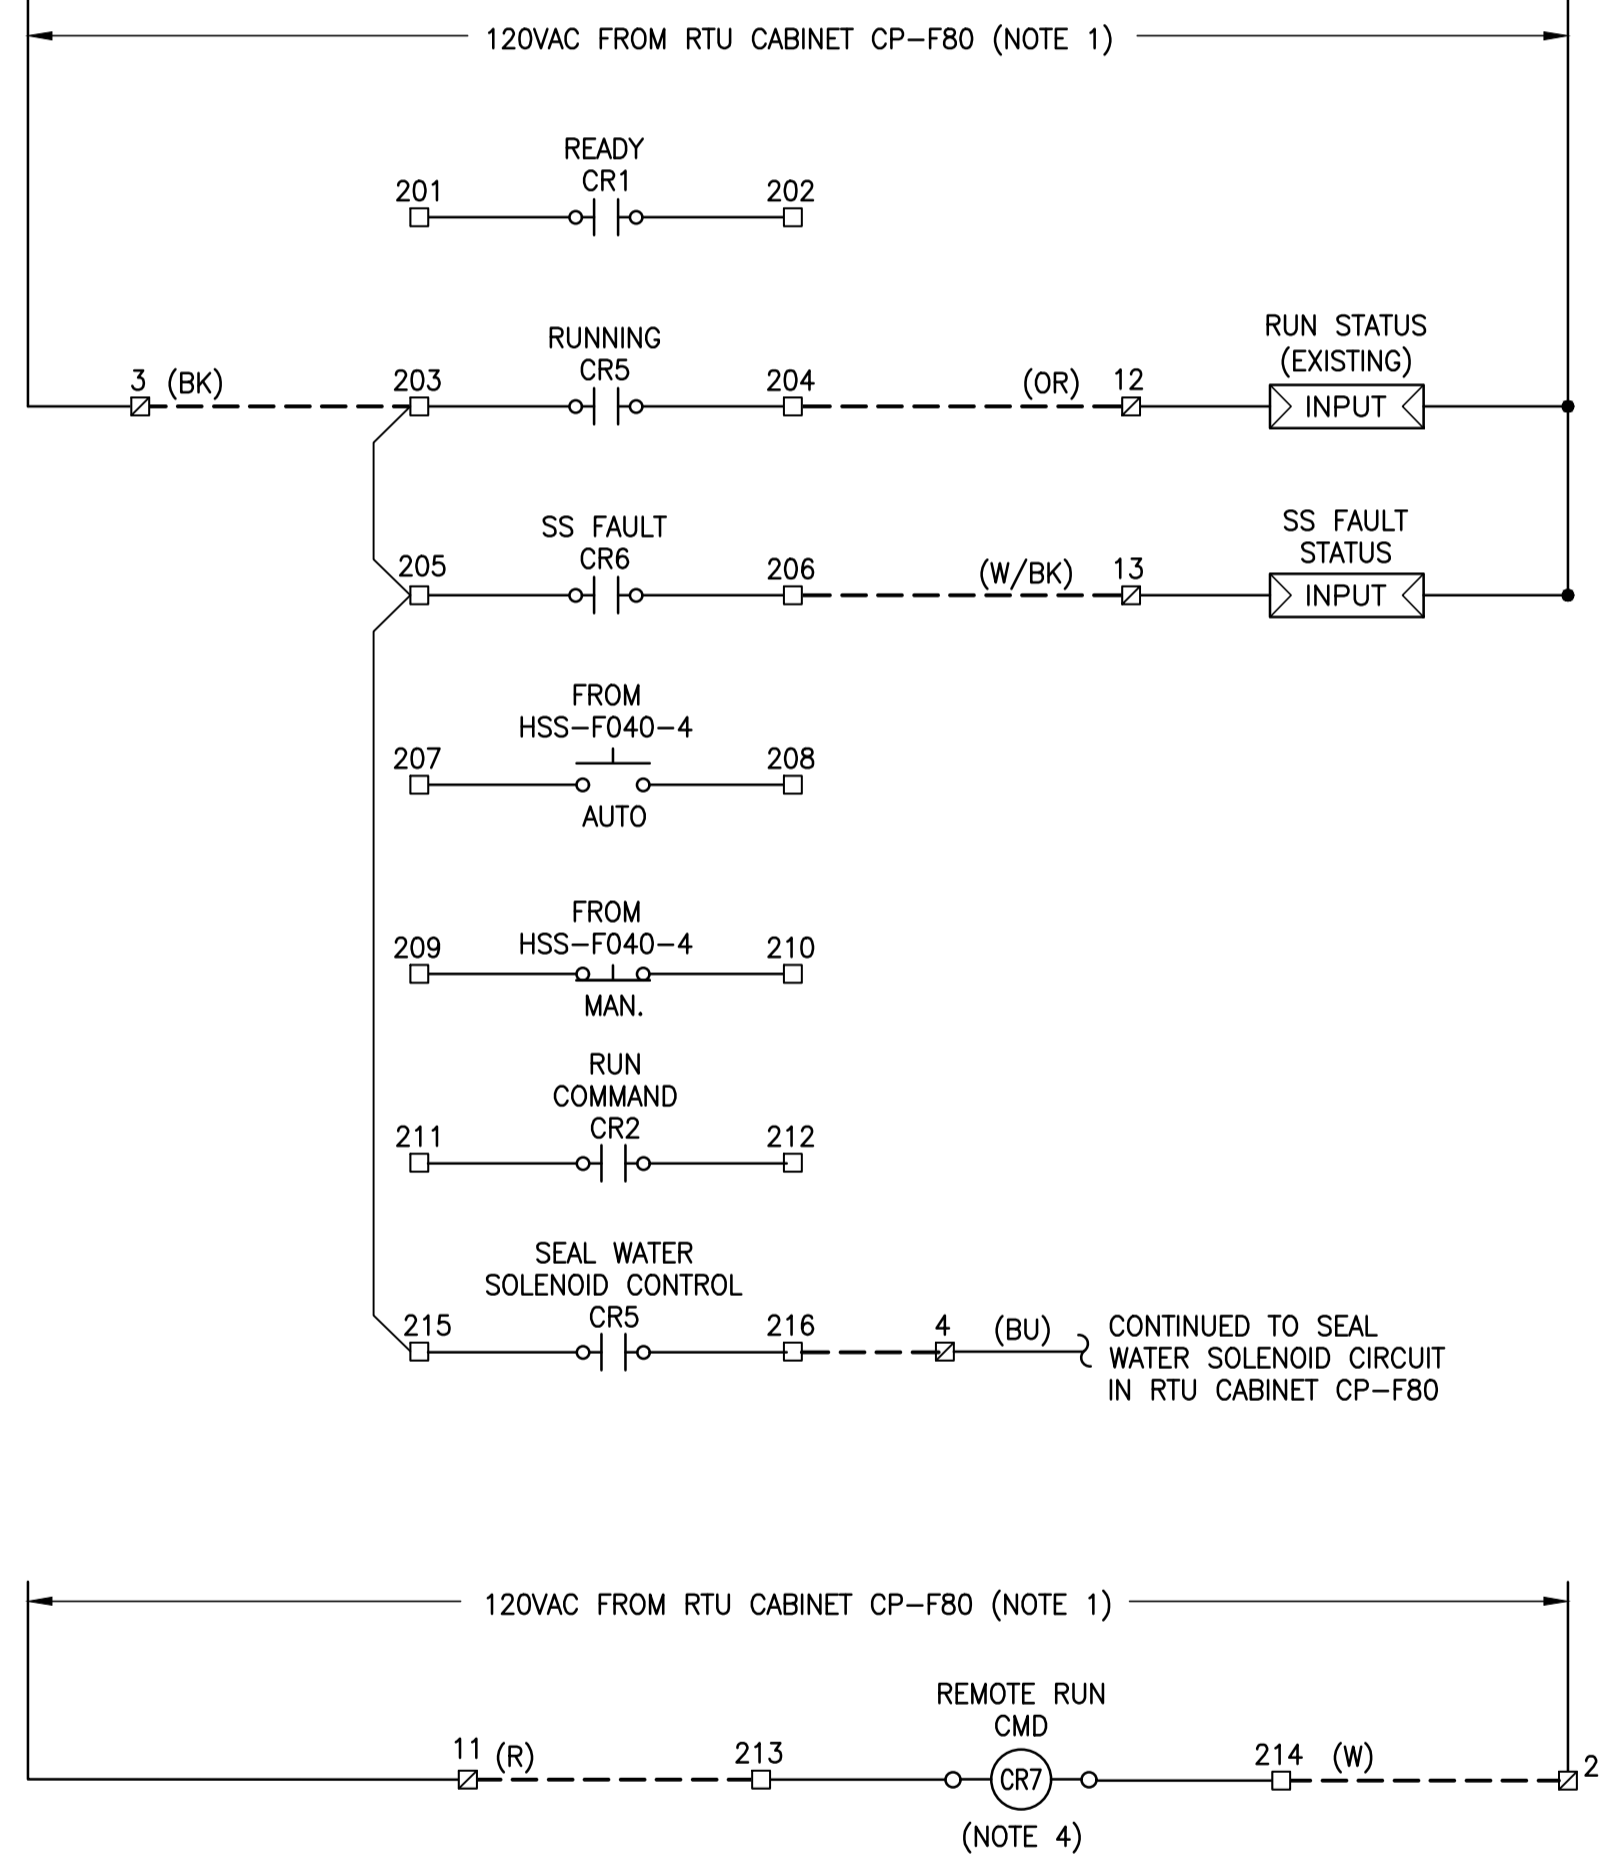 120VAC FROM RTU CABINET CP-F80 (NOTE 1)
READY
CR1
201
202
RUNNING
CR5
3 (BK)
203
204
(OR) 12
RUN STATUS
(EXISTING)
INPUT
SS FAULT
CR6
205
206
(W/BK) 13
SS FAULT
STATUS
INPUT
FROM
HSS-F040-4
207
208
AUTO
FROM
HSS-F040-4
209
210
MAN.
RUN
COMMAND
CR2
211
212
SEAL WATER
SOLENOID CONTROL
CR5
215
216
4 (BU)
CONTINUED TO SEAL
WATER SOLENOID CIRCUIT
IN RTU CABINET CP-F80
120VAC FROM RTU CABINET CP-F80 (NOTE 1)
REMOTE RUN
CMD
11 (R)
213
CR7
214 (W)
2
(NOTE 4)